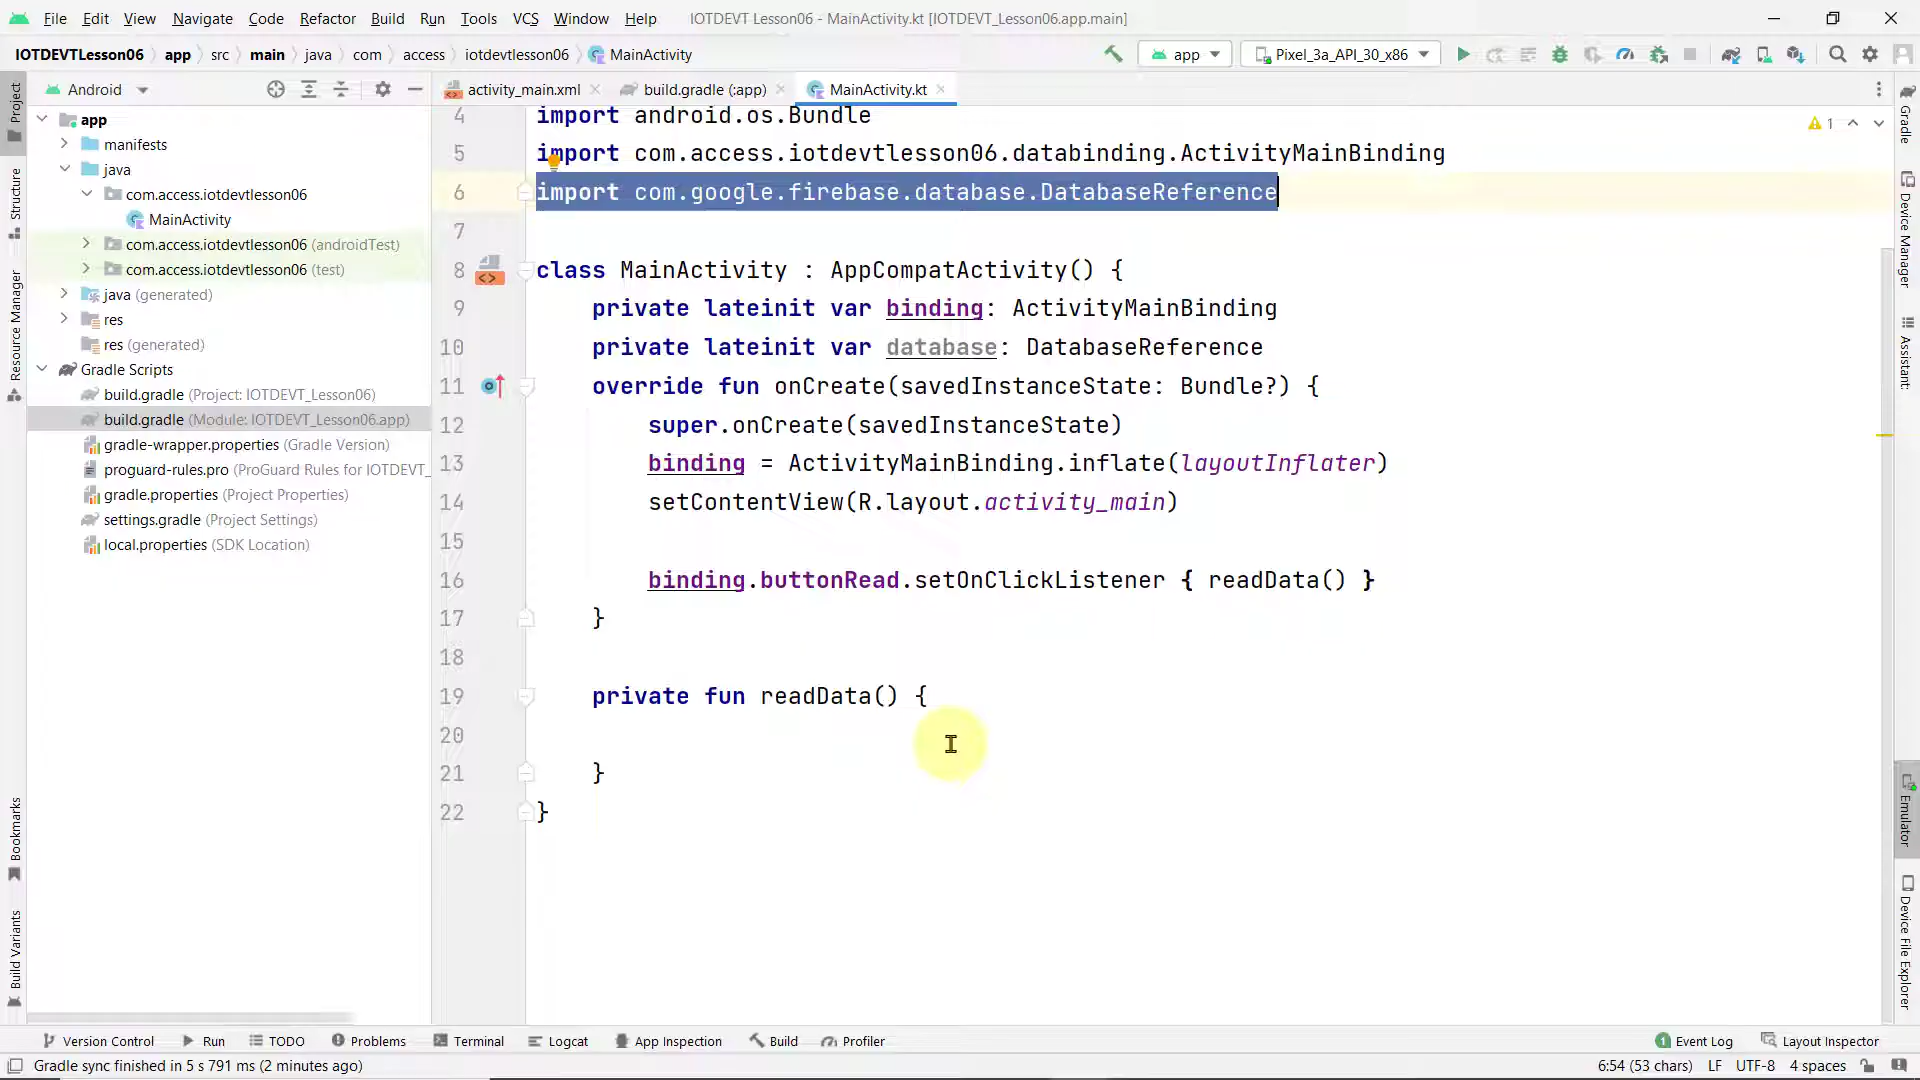 File Edit View Navigate Code Refactor Build Run Tools VCS Window Help IOTDEVT Lesson06 - MainActivity.kt [IOTDEVT_Lesson06.app.main]
IOTDEVTLesson06 app src main java com access iotdevtlesson06 MainActivity app Pixel_3a_API_30_x86
Android
activity_main.xml build.gradle (:app) MainActivity.kt
Project
Structure
Resource Manager
Bookmarks
Build Variants
app
manifests
java
com.access.iotdevtlesson06
MainActivity
com.access.iotdevtlesson06 (androidTest)
com.access.iotdevtlesson06 (test)
java (generated)
res
res (generated)
Gradle Scripts
build.gradle (Project: IOTDEVT_Lesson06)
build.gradle (Module: IOTDEVT_Lesson06.app)
gradle-wrapper.properties (Gradle Version)
proguard-rules.pro (ProGuard Rules for IOTDEVT_
gradle.properties (Project Properties)
settings.gradle (Project Settings)
local.properties (SDK Location)
4 import android.os.Bundle
5 import com.access.iotdevtlesson06.databinding.ActivityMainBinding
6 import com.google.firebase.database.DatabaseReference
7
8 class MainActivity : AppCompatActivity() {
9 private lateinit var binding: ActivityMainBinding
10 private lateinit var database: DatabaseReference
11 override fun onCreate(savedInstanceState: Bundle?) {
12 super.onCreate(savedInstanceState)
13 binding = ActivityMainBinding.inflate(layoutInflater)
14 setContentView(R.layout.activity_main)
15
16 binding.buttonRead.setOnClickListener { readData() }
17 }
18
19 private fun readData() {
20
21 }
22 }
1
Gradle
Device Manager
Assistant:
Emulator
Device File Explorer
Version Control Run TODO Problems Terminal Logcat App Inspection Build Profiler 1 Event Log Layout Inspector
Gradle sync finished in 5 s 791 ms (2 minutes ago) 6:54 (53 chars) LF UTF-8 4 spaces